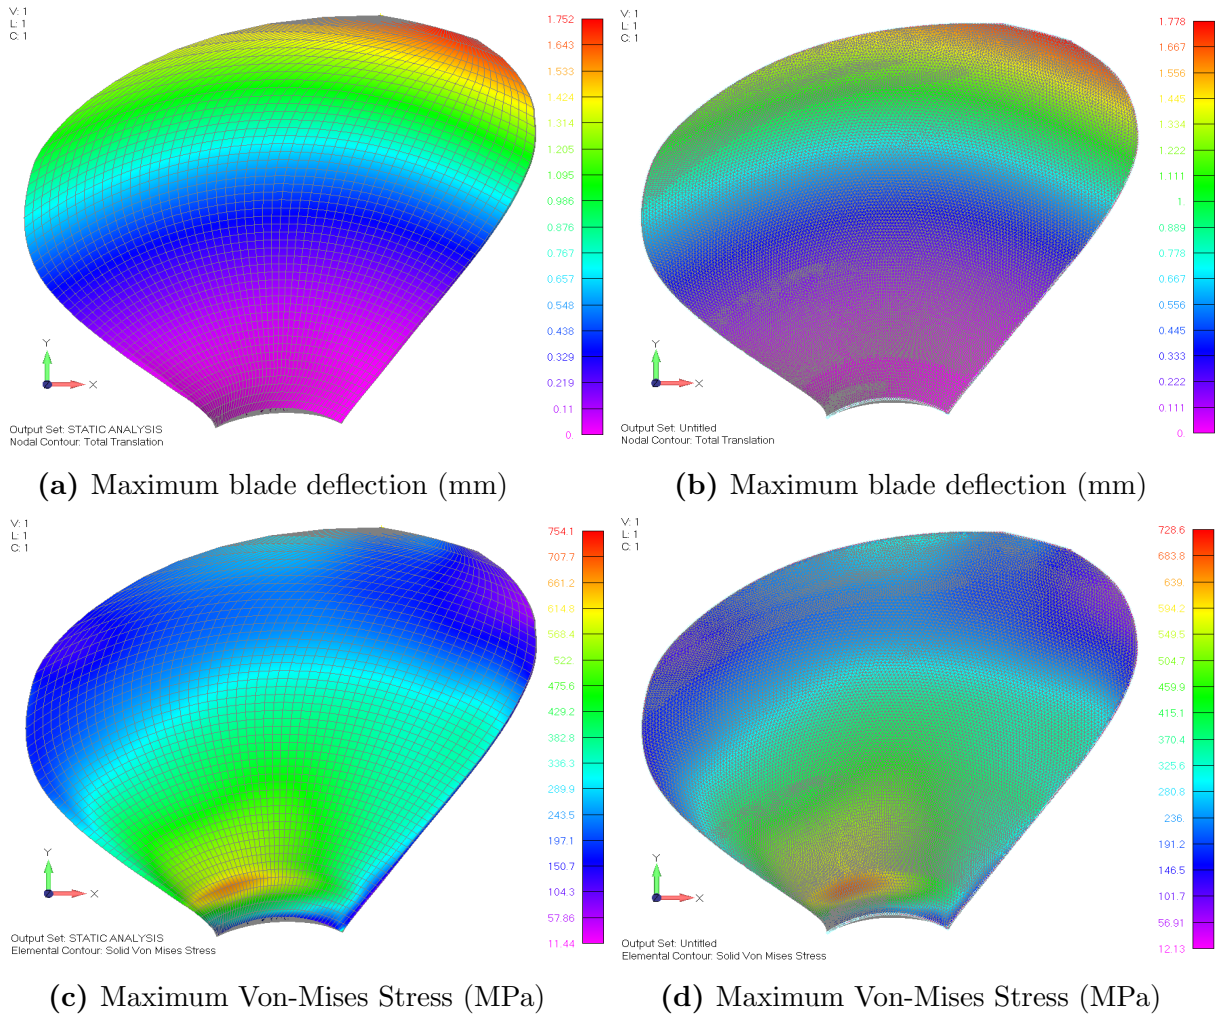 V: 1
L: 1
C: 1
1.752
1.643
1.533
1.424
1.314
1.205
1.095
0.986
0.876
0.767
0.657
0.548
0.438
0.329
0.219
0.11
0.
Y
X
Output Set: STATIC ANALYSIS
Nodal Contour: Total Translation
V: 1
L: 1
C: 1
1.778
1.667
1.556
1.445
1.334
1.222
1.111
1.
0.889
0.778
0.667
0.556
0.445
0.333
0.222
0.111
0.
Y
X
Output Set: Untitled
Nodal Contour: Total Translation
(a) Maximum blade deflection (mm)
(b) Maximum blade deflection (mm)
V: 1
L: 1
C: 1
754.1
707.7
661.2
614.8
568.4
522.
475.6
429.2
382.8
336.3
289.9
243.5
197.1
150.7
104.3
57.86
11.44
Y
X
Output Set: STATIC ANALYSIS
Elemental Contour: Solid Von Mises Stress
V: 1
L: 1
C: 1
728.6
683.8
639.
594.2
549.5
504.7
459.9
415.1
370.4
325.6
280.8
236.
191.2
146.5
101.7
56.91
12.13
Y
X
Output Set: Untitled
Elemental Contour: Solid Von Mises Stress
(c) Maximum Von-Mises Stress (MPa)
(d) Maximum Von-Mises Stress (MPa)